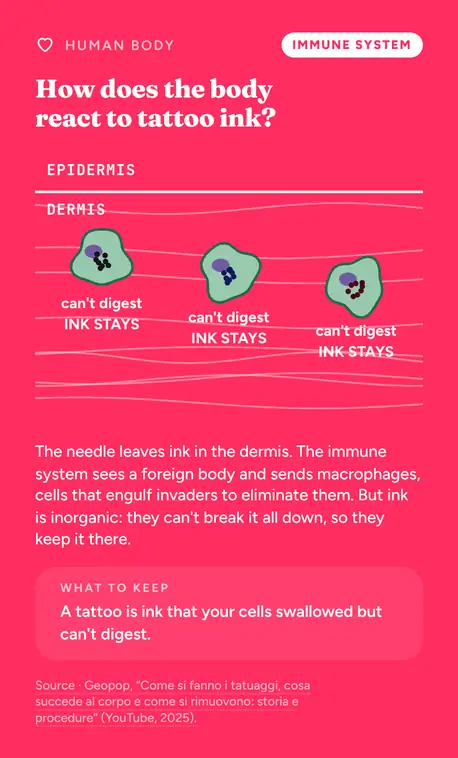 HUMAN BODY
IMMUNE SYSTEM
How does the body
react to tattoo ink?
EPIDERMIS
DERMIS
can't digest
INK STAYS
can't digest
INK STAYS
can't digest
INK STAYS
The needle leaves ink in the dermis. The immune
system sees a foreign body and sends macrophages,
cells that engulf invaders to eliminate them. But ink
is inorganic: they can't break it all down, so they
keep it there.
WHAT TO KEEP
A tattoo is ink that your cells swallowed but
can't digest.
Source · Geopop, “Come si fanno i tatuaggi, cosa
succede al corpo e come si rimuovono: storia e
procedure” (YouTube, 2025).